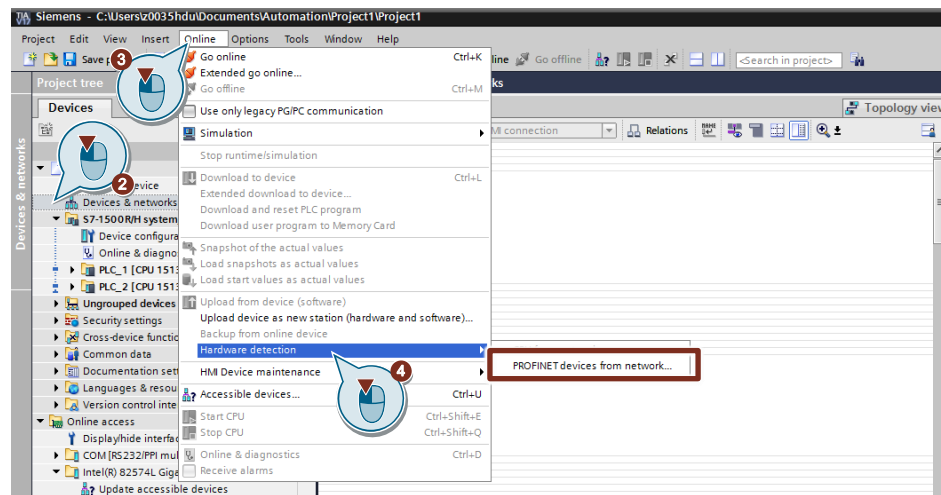 Siemens - C:\Users\z0035hdu\Documents\Automation\Project1\Project1
Project Edit View Insert Online Options Tools Window Help
Save
line Go offline <Search in project>
3
Project tree
ks
Devices
Topology view
connection Relations
Devices & networks
2
Devices & networks
S7-1500R/H system
Device configura
Online & diagno
PLC_1 [CPU 151
PLC_2 [CPU 151
Ungrouped devices
Security settings
Cross-device functio
Common data
Documentation sett
Languages & resou
Version control inte
Online access
Display/hide interfac
COM [RS232/PPI mul
Intel(R) 82574L Giga
Update accessible devices
Go online Ctrl+K
Extended go online...
Go offline Ctrl+M
Use only legacy PG/PC communication
Simulation
Stop runtime/simulation
Download to device Ctrl+L
Extended download to device...
Download and reset PLC program
Download user program to Memory Card
Snapshot of the actual values
Load snapshots as actual values
Load start values as actual values
Upload from device (software)
Upload device as new station (hardware and software)...
Backup from online device
Hardware detection
PROFINET devices from network...
4
HMI Device maintenance
Accessible devices... Ctrl+U
Start CPU Ctrl+Shift+E
Stop CPU Ctrl+Shift+Q
Online & diagnostics Ctrl+D
Receive alarms